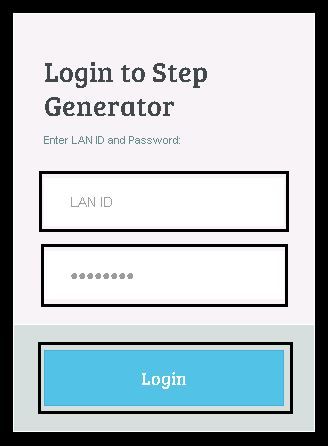 Login to Step
Generator
Enter LAN ID and Password:
LAN ID
••••••••
Login